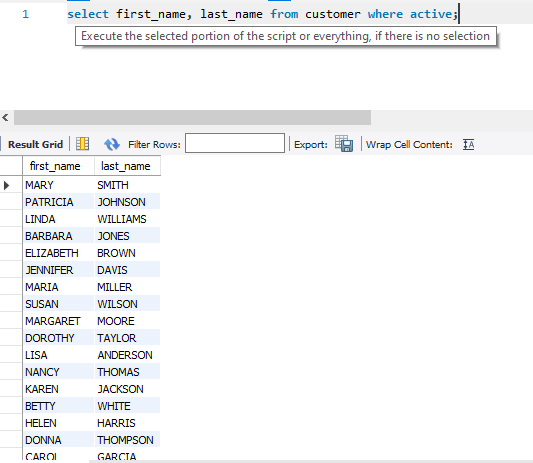 1 select first_name, last_name from customer where active;
Execute the selected portion of the script or everything, if there is no selection
Result Grid Filter Rows: Export: Wrap Cell Content: IA
first_name last_name
MARY SMITH
PATRICIA JOHNSON
LINDA WILLIAMS
BARBARA JONES
ELIZABETH BROWN
JENNIFER DAVIS
MARIA MILLER
SUSAN WILSON
MARGARET MOORE
DOROTHY TAYLOR
LISA ANDERSON
NANCY THOMAS
KAREN JACKSON
BETTY WHITE
HELEN HARRIS
DONNA THOMPSON
CAROL GARCIA